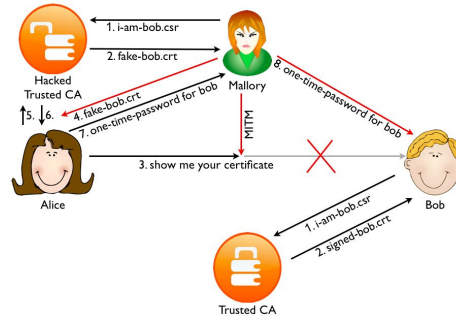 1. i-am-bob.csr
2. fake-bob.crt
Hacked
Trusted CA
Mallory
8. one-time-password for bob
4. fake-bob.crt
7. one-time-password for bob
5.
6.
MITM
3. show me your certificate
Alice
Bob
1. i-am-bob.csr
2. signed-bob.crt
Trusted CA